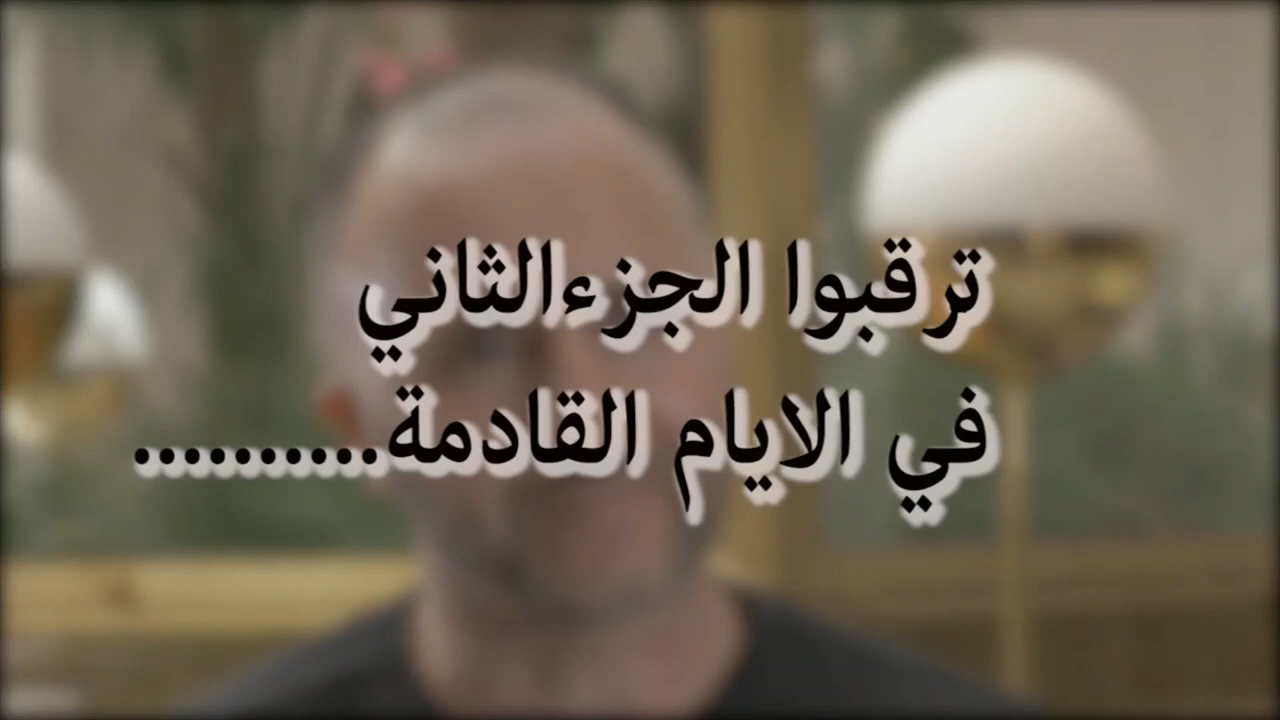 ترقبوا الجزءالثاني
في الايام القادمة..........